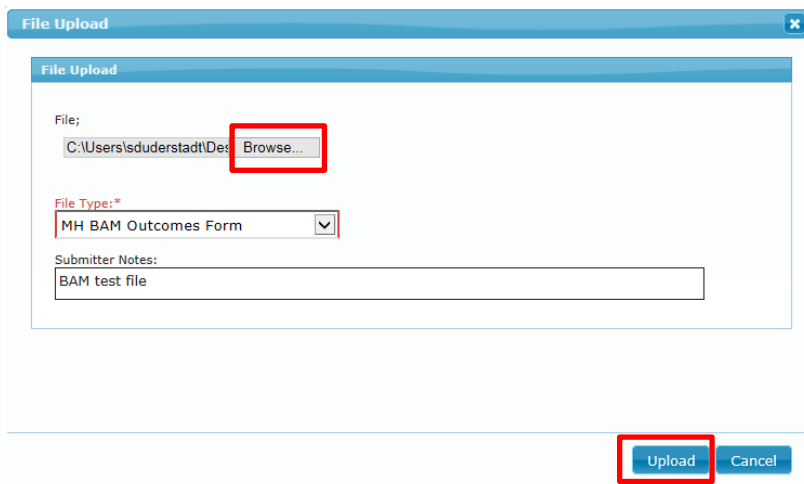 File Upload
File Upload
File;
C:\Users\sduderstadt\Des Browse...
File Type:*
MH BAM Outcomes Form
Submitter Notes:
BAM test file
Upload Cancel